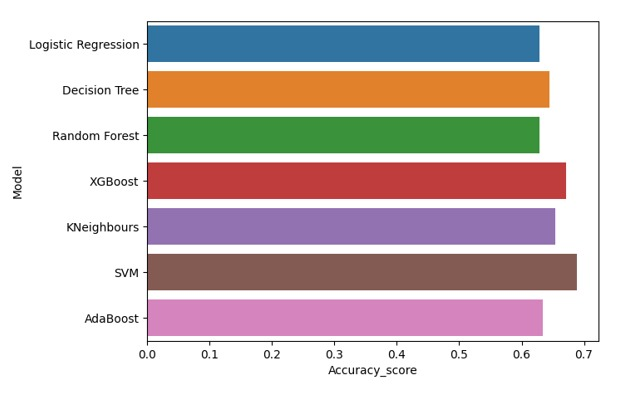 Logistic Regression
Decision Tree
Random Forest
XGBoost
KNeighbours
SVM
AdaBoost
Model
0.0 0.1 0.2 0.3 0.4 0.5 0.6 0.7
Accuracy_score